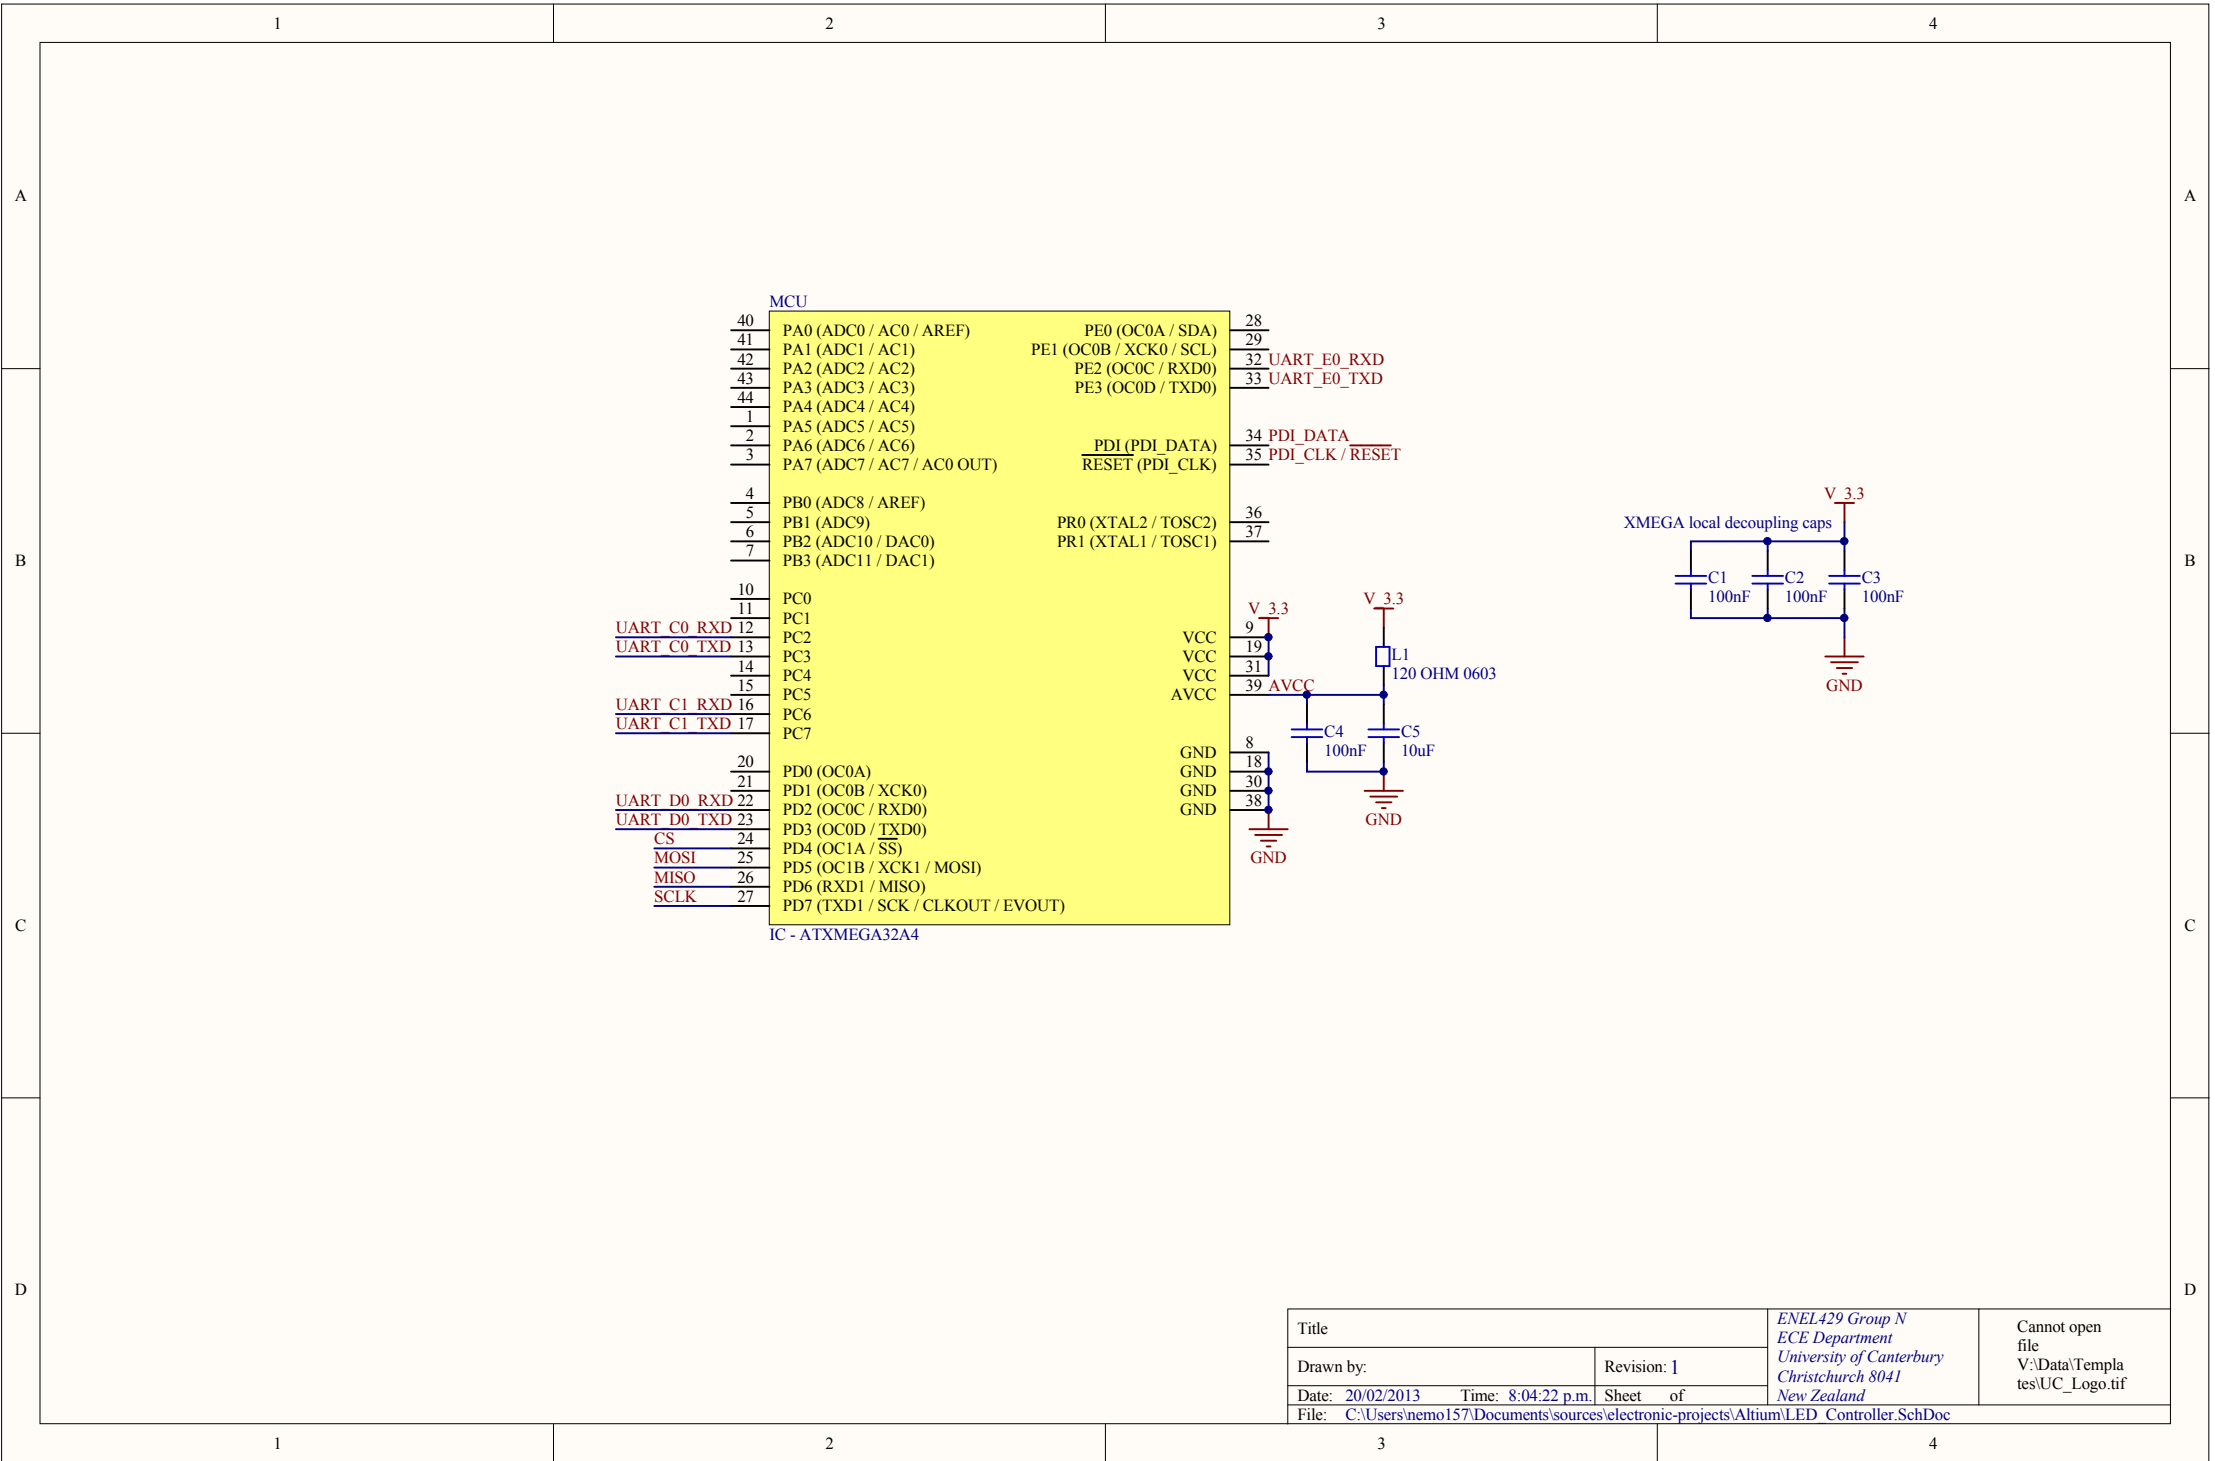 1 2 3 4
A A
B B
C C
D D
MCU
40 PA0 (ADC0 / AC0 / AREF)
41 PA1 (ADC1 / AC1)
42 PA2 (ADC2 / AC2)
43 PA3 (ADC3 / AC3)
44 PA4 (ADC4 / AC4)
1 PA5 (ADC5 / AC5)
2 PA6 (ADC6 / AC6)
3 PA7 (ADC7 / AC7 / AC0 OUT)
4 PB0 (ADC8 / AREF)
5 PB1 (ADC9)
6 PB2 (ADC10 / DAC0)
7 PB3 (ADC11 / DAC1)
10 PC0
11 PC1
UART_C0_RXD 12 PC2
UART_C0_TXD 13 PC3
14 PC4
15 PC5
UART_C1_RXD 16 PC6
UART_C1_TXD 17 PC7
20 PD0 (OC0A)
21 PD1 (OC0B / XCK0)
UART_D0_RXD 22 PD2 (OC0C / RXD0)
UART_D0_TXD 23 PD3 (OC0D / TXD0)
CS 24 PD4 (OC1A / SS)
MOSI 25 PD5 (OC1B / XCK1 / MOSI)
MISO 26 PD6 (RXD1 / MISO)
SCLK 27 PD7 (TXD1 / SCK / CLKOUT / EVOUT)
IC - ATXMEGA32A4
PE0 (OC0A / SDA) 28
PE1 (OC0B / XCK0 / SCL) 29
PE2 (OC0C / RXD0) 32 UART_E0_RXD
PE3 (OC0D / TXD0) 33 UART_E0_TXD
PDI (PDI_DATA) 34 PDI_DATA
RESET (PDI_CLK) 35 PDI_CLK / RESET
PR0 (XTAL2 / TOSC2) 36
PR1 (XTAL1 / TOSC1) 37
V_3.3
VCC 9
VCC 19
VCC 31
AVCC 39 AVCC
GND 8
GND 18
GND 30
GND 38
GND
V_3.3
L1
120 OHM 0603
C4
100nF
C5
10uF
GND
V_3.3
XMEGA local decoupling caps
C1
100nF
C2
100nF
C3
100nF
GND
Title
Drawn by:
Revision: 1
Date: 20/02/2013 Time: 8:04:22 p.m. Sheet of
File: C:\Users\nemo157\Documents\sources\electronic-projects\Altium\LED_Controller.SchDoc
ENEL429 Group N
ECE Department
University of Canterbury
Christchurch 8041
New Zealand
Cannot open
file
V:\Data\Templa
tes\UC_Logo.tif
1 2 3 4